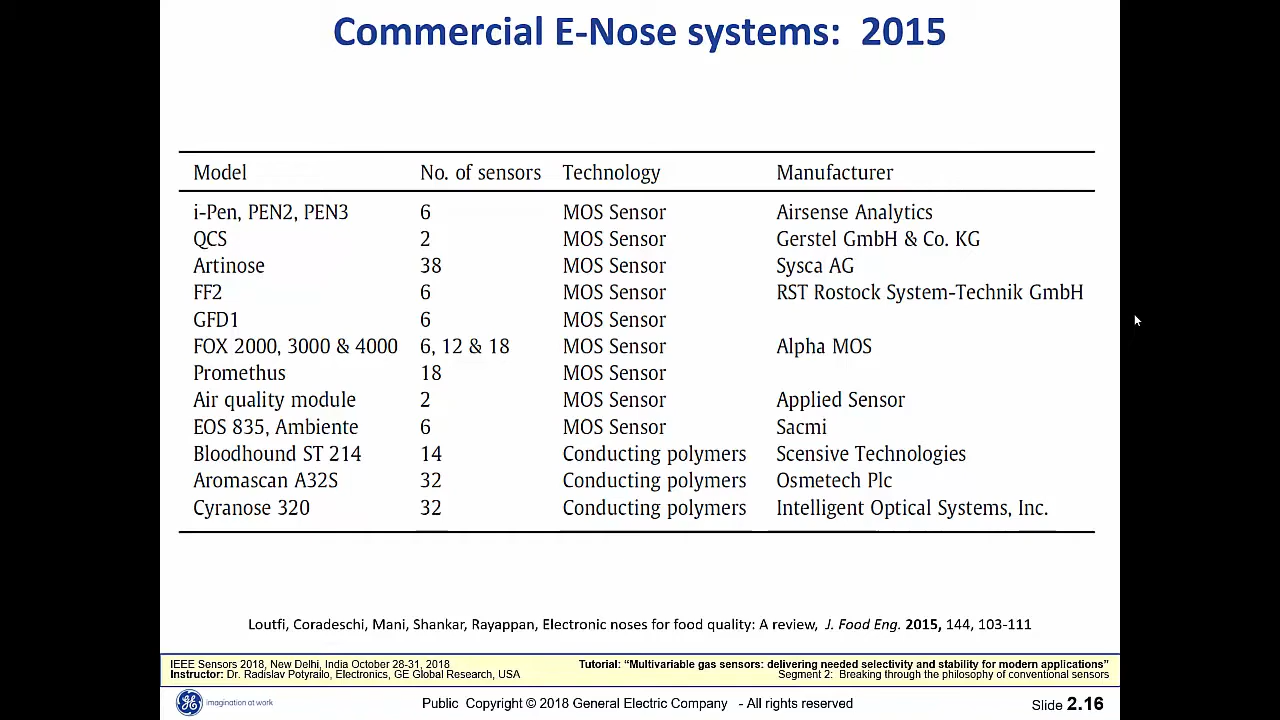 Commercial E-Nose systems: 2015
Model No. of sensors Technology Manufacturer
i-Pen, PEN2, PEN3 6 MOS Sensor Airsense Analytics
QCS 2 MOS Sensor Gerstel GmbH & Co. KG
Artinose 38 MOS Sensor Sysca AG
FF2 6 MOS Sensor RST Rostock System-Technik GmbH
GFD1 6 MOS Sensor
FOX 2000, 3000 & 4000 6, 12 & 18 MOS Sensor Alpha MOS
Promethus 18 MOS Sensor
Air quality module 2 MOS Sensor Applied Sensor
EOS 835, Ambiente 6 MOS Sensor Sacmi
Bloodhound ST 214 14 Conducting polymers Scensive Technologies
Aromascan A32S 32 Conducting polymers Osmetech Plc
Cyranose 320 32 Conducting polymers Intelligent Optical Systems, Inc.
Loutfi, Coradeschi, Mani, Shankar, Rayappan, Electronic noses for food quality: A review, J. Food Eng. 2015, 144, 103-111
IEEE Sensors 2018, New Delhi, India October 28-31, 2018 Tutorial: “Multivariable gas sensors: delivering needed selectivity and stability for modern applications”
Instructor: Dr. Radislav Potyrailo, Electronics, GE Global Research, USA Segment 2: Breaking through the philosophy of conventional sensors
imagination at work Public Copyright © 2018 General Electric Company - All rights reserved Slide 2.16